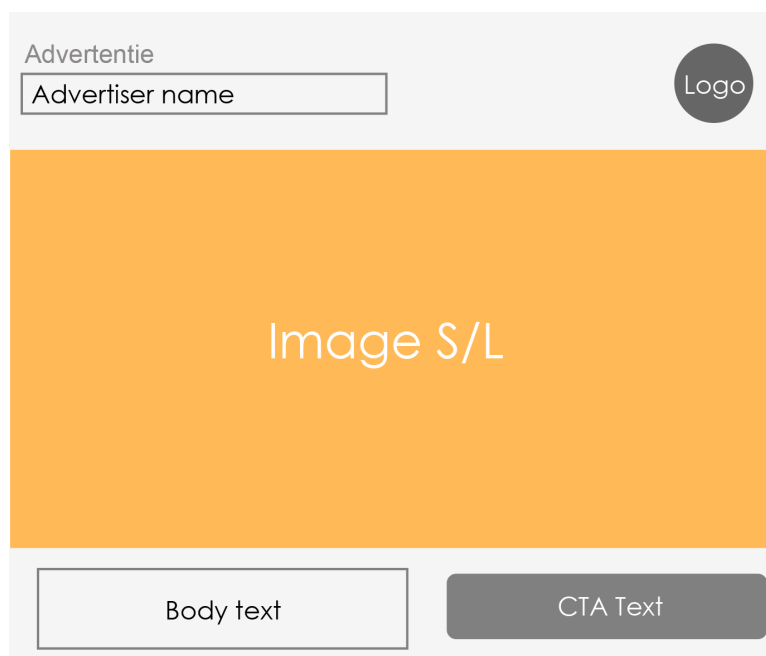 Advertentie
Advertiser name
Logo
Image S/L
Body text
CTA Text